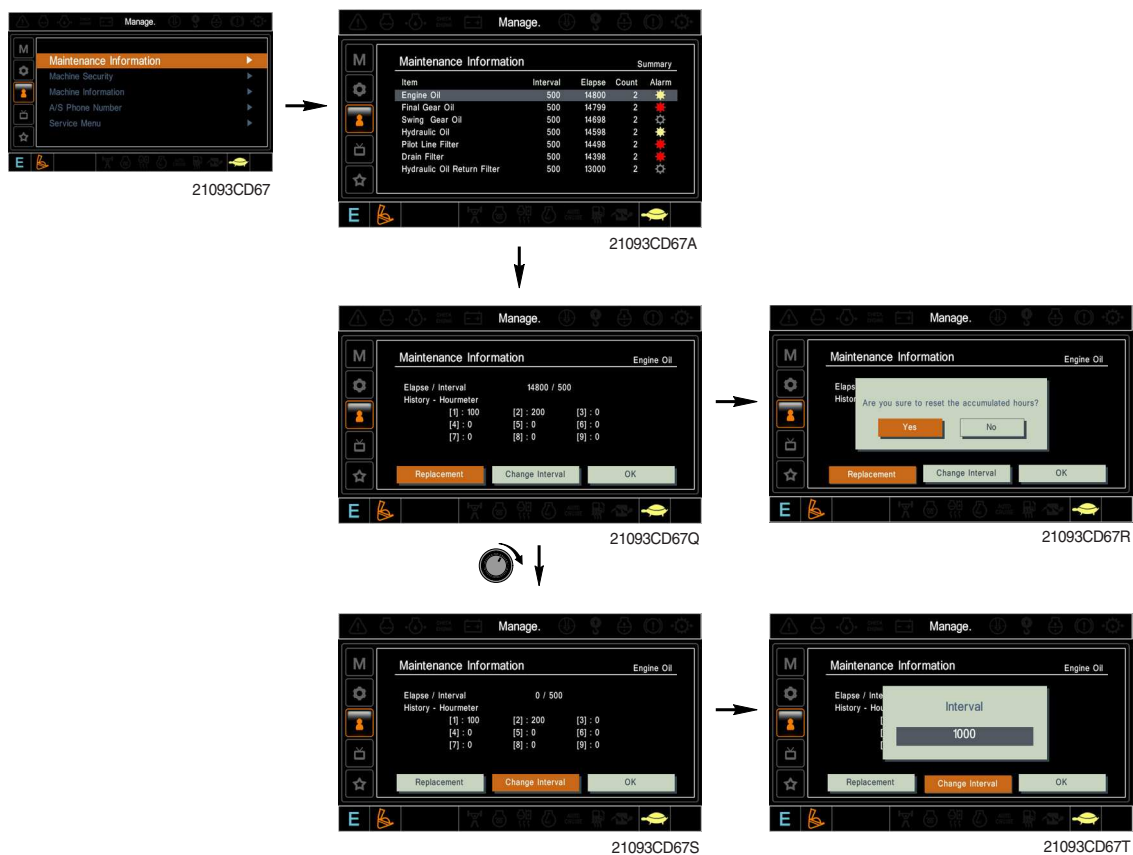 Manage.
M
Maintenance Information
Machine Security
Machine Information
A/S Phone Number
Service Menu
E
21093CD67
Manage.
M
Maintenance Information Summary
Item Interval Elapse Count Alarm
Engine Oil 500 14800 2
Final Gear Oil 500 14799 2
Swing Gear Oil 500 14698 2
Hydraulic Oil 500 14598 2
Pilot Line Filter 500 14498 2
Drain Filter 500 14398 2
Hydraulic Oil Return Filter 500 13000 2
E
21093CD67A
Manage.
M
Maintenance Information Engine Oil
Elapse / Interval 14800 / 500
History - Hourmeter
[1] : 100 [2] : 200 [3] : 0
[4] : 0 [5] : 0 [6] : 0
[7] : 0 [8] : 0 [9] : 0
Replacement Change Interval OK
E
21093CD67Q
Manage.
M
Maintenance Information Engine Oil
Elaps
Histor
Are you sure to reset the accumulated hours?
Yes No
Replacement Change Interval OK
E
21093CD67R
Manage.
M
Maintenance Information Engine Oil
Elapse / Interval 0 / 500
History - Hourmeter
[1] : 100 [2] : 200 [3] : 0
[4] : 0 [5] : 0 [6] : 0
[7] : 0 [8] : 0 [9] : 0
Replacement Change Interval OK
E
21093CD67S
Manage.
M
Maintenance Information Engine Oil
Elapse / Inte
History - Hou
Interval
1000
Replacement Change Interval OK
E
21093CD67T